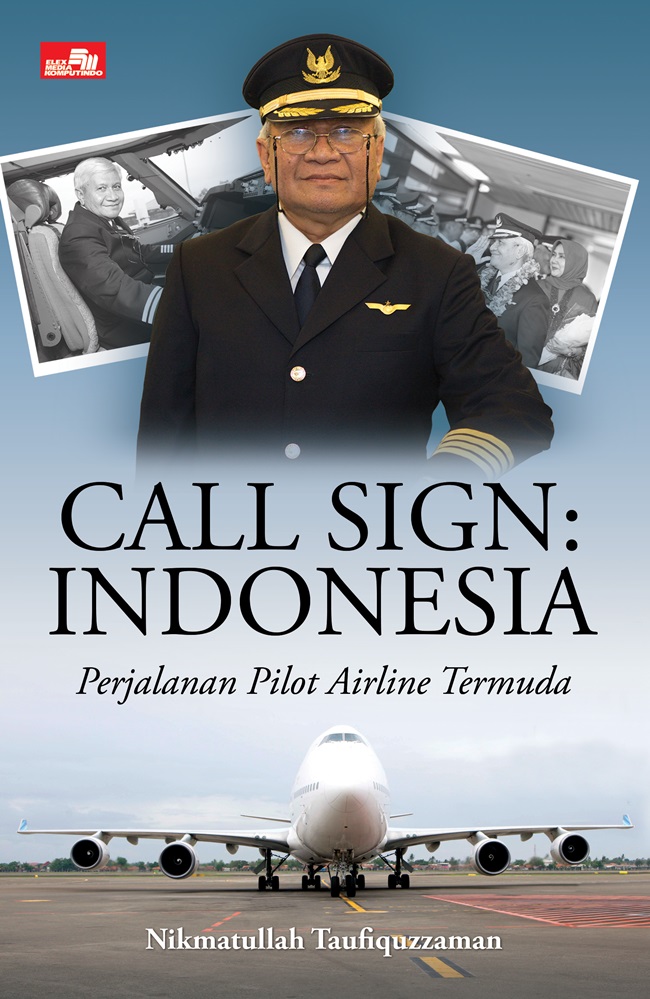 ELEX
MEDIA
KOMPUTINDO
CALL SIGN:
INDONESIA
Perjalanan Pilot Airline Termuda
Nikmatullah Taufiquzzaman